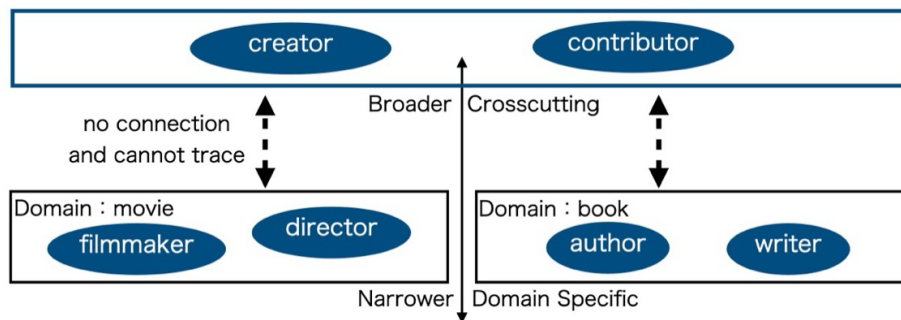 creator
contributor
Broader
Crosscutting
no connection
and cannot trace
Domain：movie
filmmaker
director
Domain：book
author
writer
Narrower
Domain Specific